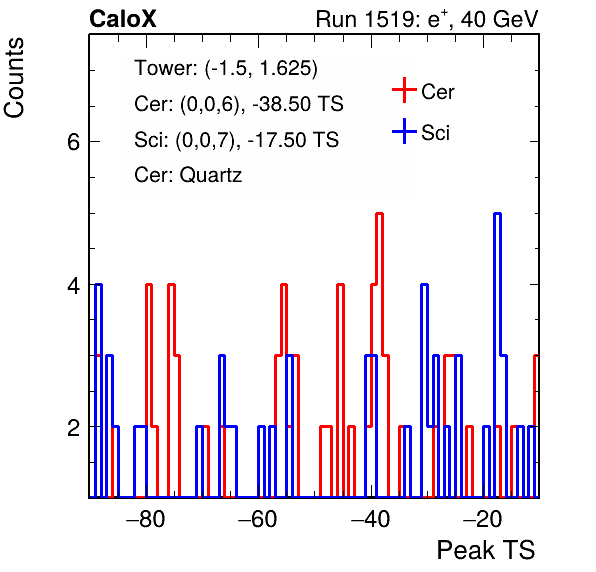 CaloX Run 1519: e⁺, 40 GeV
Counts
Tower: (-1.5, 1.625)
Cer: (0,0,6), -38.50 TS
Sci: (0,0,7), -17.50 TS
Cer: Quartz
Cer
Sci
6
4
2
−80 −60 −40 −20
Peak TS